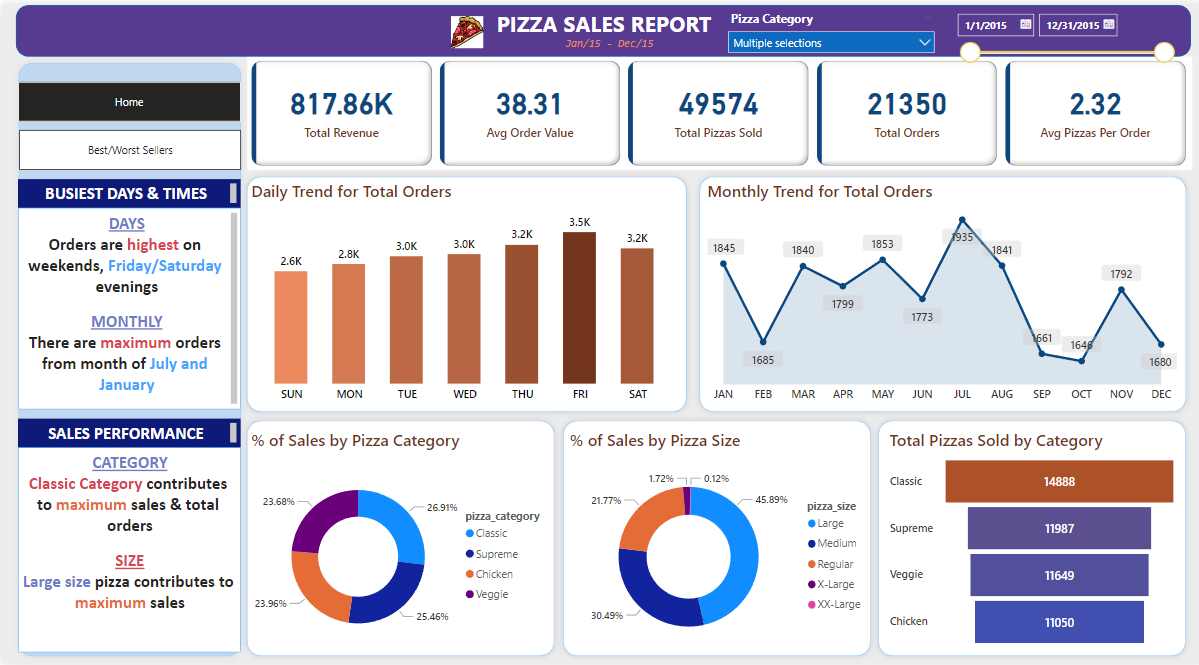 PIZZA SALES REPORT
Jan/15 - Dec/15
Pizza Category
Multiple selections
1/1/2015
12/31/2015
Home
Best/Worst Sellers
817.86K
Total Revenue
38.31
Avg Order Value
49574
Total Pizzas Sold
21350
Total Orders
2.32
Avg Pizzas Per Order
BUSIEST DAYS & TIMES
DAYS
Orders are highest on
weekends, Friday/Saturday
evenings
MONTHLY
There are maximum orders
from month of July and
January
SALES PERFORMANCE
CATEGORY
Classic Category contributes
to maximum sales & total
orders
SIZE
Large size pizza contributes to
maximum sales
Daily Trend for Total Orders
2.6K
2.8K
3.0K
3.0K
3.2K
3.5K
3.2K
SUN
MON
TUE
WED
THU
FRI
SAT
Monthly Trend for Total Orders
1845
1685
1840
1799
1853
1773
1935
1841
1661
1646
1792
1680
JAN
FEB
MAR
APR
MAY
JUN
JUL
AUG
SEP
OCT
NOV
DEC
% of Sales by Pizza Category
23.68%
26.91%
23.96%
25.46%
pizza_category
Classic
Supreme
Chicken
Veggie
% of Sales by Pizza Size
1.72%
0.12%
21.77%
45.89%
30.49%
pizza_size
Large
Medium
Regular
X-Large
XX-Large
Total Pizzas Sold by Category
Classic
14888
Supreme
11987
Veggie
11649
Chicken
11050